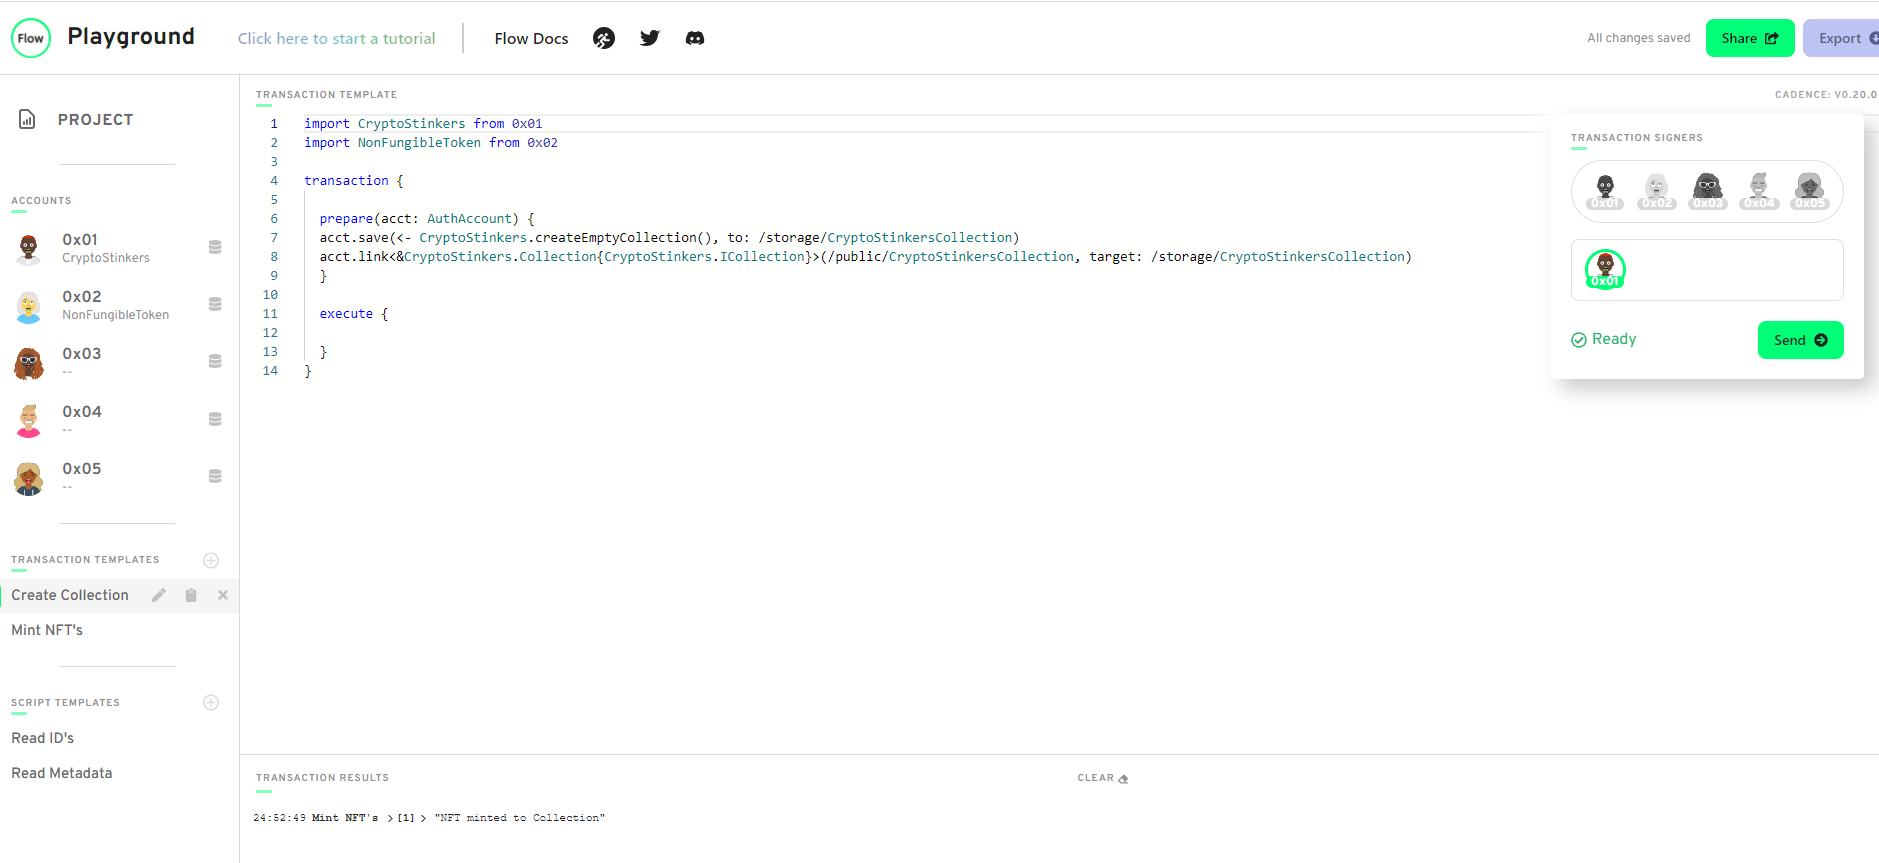 Flow Playground Click here to start a tutorial Flow Docs All changes saved Share Export
PROJECT
ACCOUNTS
0x01
CryptoStinkers
0x02
NonFungibleToken
0x03
--
0x04
--
0x05
--
TRANSACTION TEMPLATES
Create Collection
Mint NFT's
SCRIPT TEMPLATES
Read ID's
Read Metadata
TRANSACTION TEMPLATE
CADENCE: V0.20.0
1 import CryptoStinkers from 0x01
2 import NonFungibleToken from 0x02
3
4 transaction {
5
6 prepare(acct: AuthAccount) {
7 acct.save(<- CryptoStinkers.createEmptyCollection(), to: /storage/CryptoStinkersCollection)
8 acct.link<&CryptoStinkers.Collection{CryptoStinkers.ICollection}>(/public/CryptoStinkersCollection, target: /storage/CryptoStinkersCollection)
9 }
10
11 execute {
12
13 }
14 }
TRANSACTION SIGNERS
0x01 0x02 0x03 0x04 0x05
0x01
Ready Send
TRANSACTION RESULTS CLEAR
24:52:49 Mint NFT's > [1] > "NFT minted to Collection"